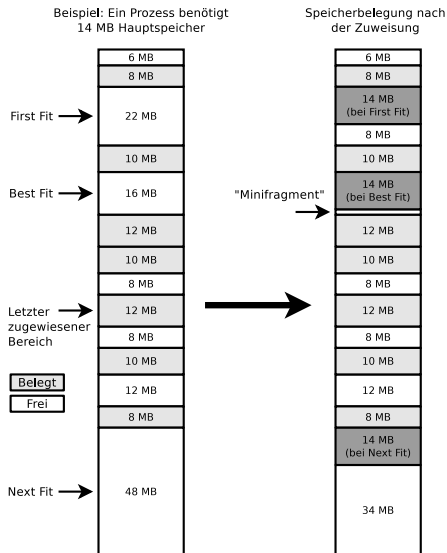 Beispiel: Ein Prozess benötigt
14 MB Hauptspeicher
6 MB
8 MB
First Fit
22 MB
10 MB
Best Fit
16 MB
12 MB
10 MB
8 MB
Letzter
zugewiesener
Bereich
12 MB
8 MB
10 MB
Belegt
Frei
12 MB
8 MB
Next Fit
48 MB
Speicherbelegung nach
der Zuweisung
6 MB
8 MB
14 MB
(bei First Fit)
8 MB
10 MB
14 MB
(bei Best Fit)
"Minifragment"
12 MB
10 MB
8 MB
12 MB
8 MB
10 MB
12 MB
8 MB
14 MB
(bei Next Fit)
34 MB